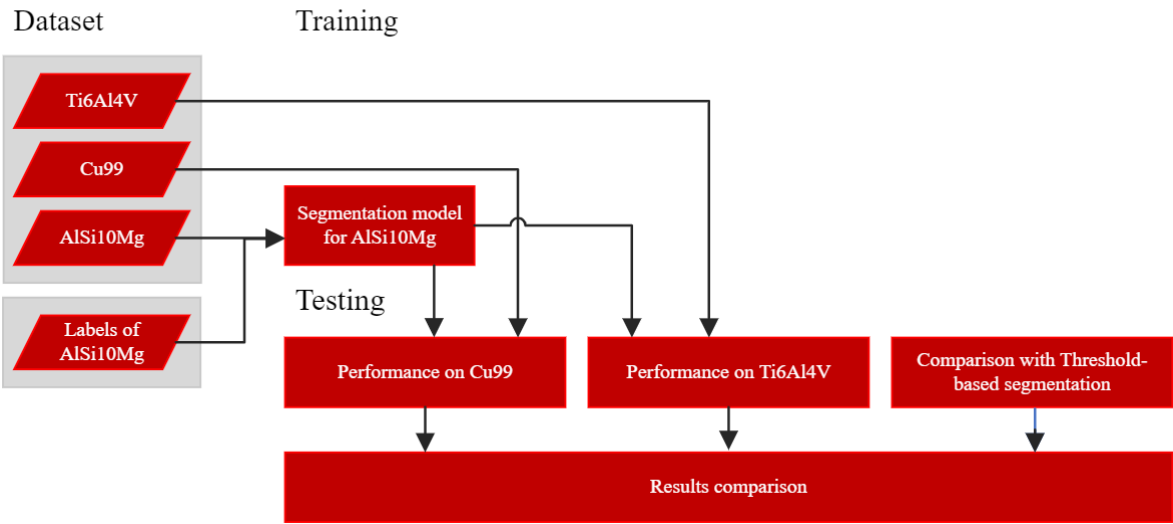 Dataset
Training
Ti6Al4V
Cu99
AlSi10Mg
Segmentation model
for AlSi10Mg
Labels of
AlSi10Mg
Testing
Performance on Cu99
Performance on Ti6Al4V
Comparison with Threshold-
based segmentation
Results comparison